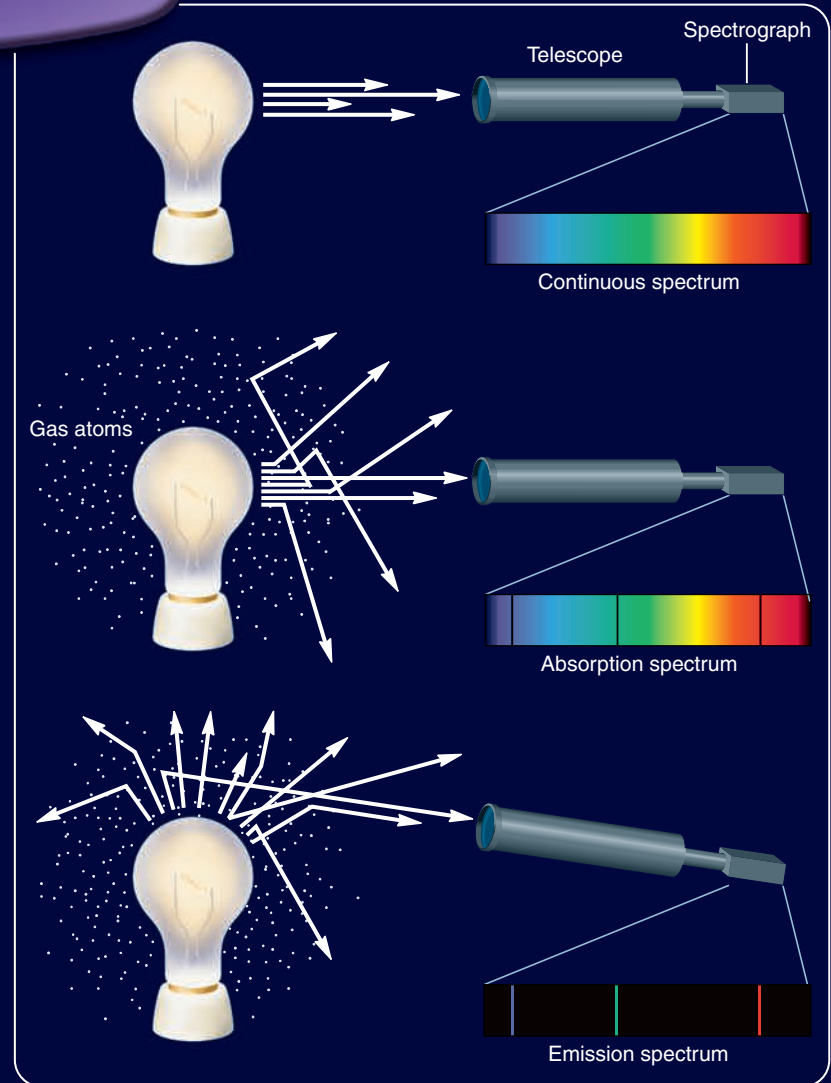 Spectrograph
Telescope
Continuous spectrum
Gas atoms
Absorption spectrum
Emission spectrum